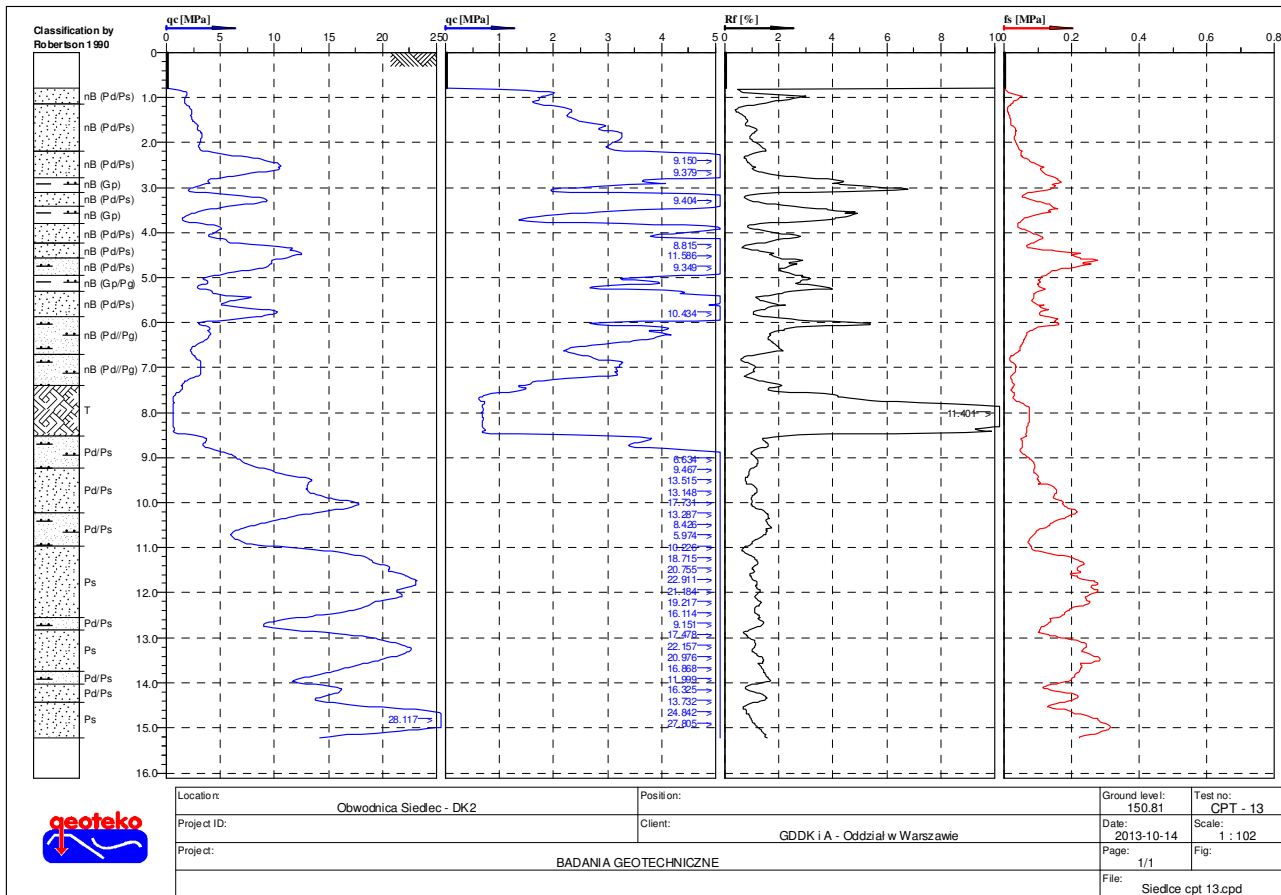 Classification by
Robertson 1990
qc [MPa]
qc [MPa]
Rf [%]
fs [MPa]
0 5 10 15 20 25
0 1 2 3 4 5
0 2 4 6 8 10
0 0.2 0.4 0.6 0.8
0
1.0
2.0
3.0
4.0
5.0
6.0
7.0
8.0
9.0
10.0
11.0
12.0
13.0
14.0
15.0
16.0
nB (Pd/Ps)
nB (Pd/Ps)
nB (Pd/Ps)
nB (Gp)
nB (Pd/Ps)
nB (Gp)
nB (Pd/Ps)
nB (Pd/Ps)
nB (Pd/Ps)
nB (Gp/Pg)
nB (Pd/Ps)
nB (Pd//Pg)
nB (Pd//Pg)
T
Pd/Ps
Pd/Ps
Pd/Ps
Ps
Pd/Ps
Ps
Pd/Ps
Pd/Ps
Ps
28.117
9.150
9.379
9.404
8.815
11.586
9.349
10.434
6.634
9.467
13.515
13.148
17.731
13.287
8.426
5.974
10.226
18.715
20.755
22.911
21.184
19.217
16.114
9.151
17.478
22.157
20.976
16.868
11.999
16.325
13.732
24.842
27.805
11.401
geoteko
Location:
Obwodnica Siedlec - DK2
Position:
Ground level:
150.81
Test no:
CPT - 13
Project ID:
Client:
GDDK i A - Oddział w Warszawie
Date:
2013-10-14
Scale:
1 : 102
Project:
BADANIA GEOTECHNICZNE
Page:
1/1
Fig:
File:
Siedlce cpt 13.cpd